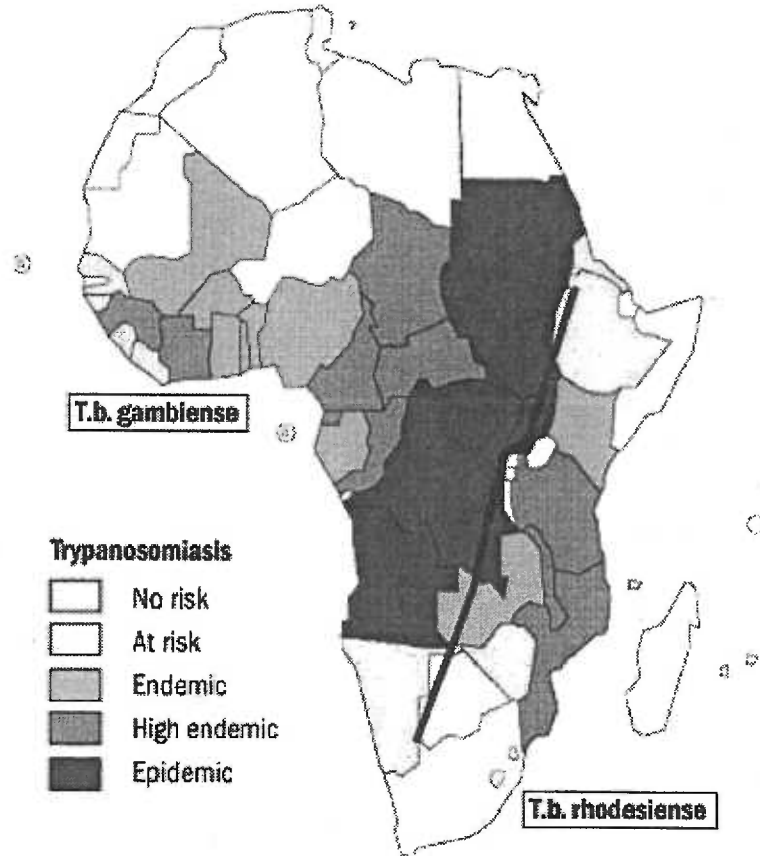 T.b. gambiense
Trypanosomiasis
No risk
At risk
Endemic
High endemic
Epidemic
T.b. rhodesiense